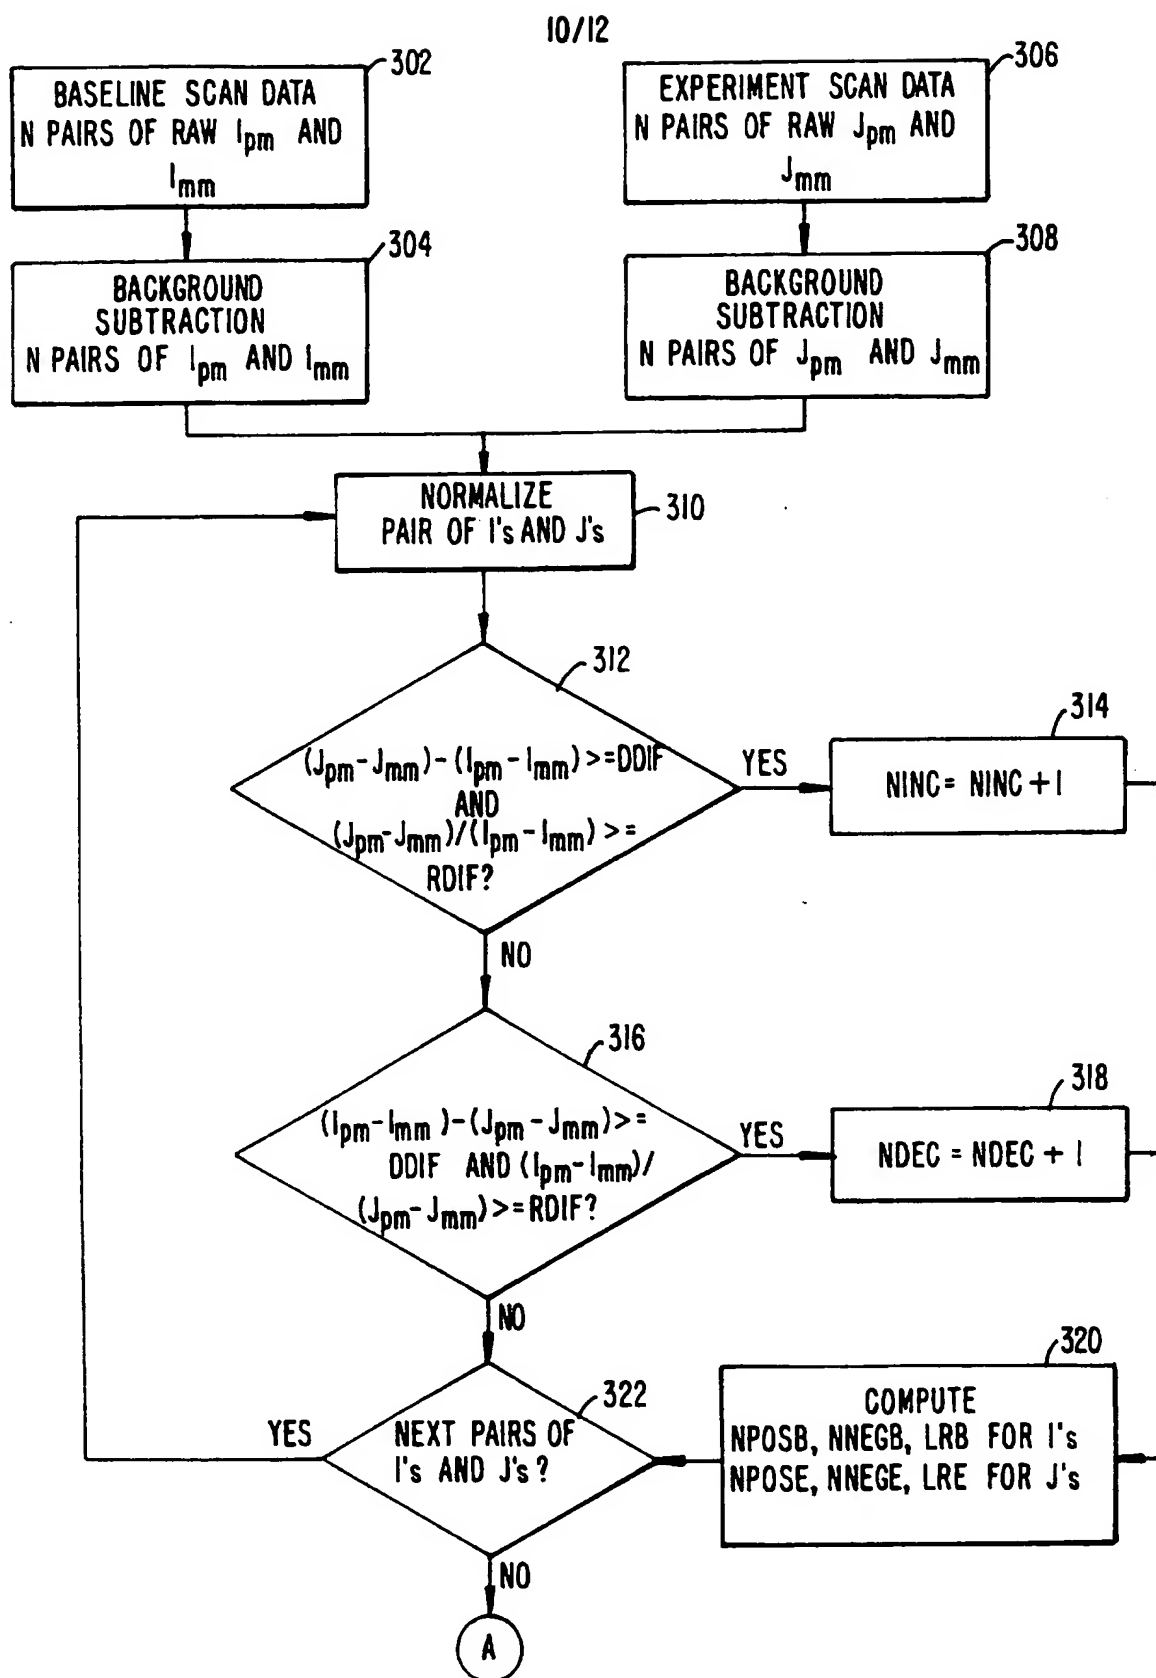 10/12
302
BASELINE SCAN DATA
N PAIRS OF RAW Ipm AND
Imm
306
EXPERIMENT SCAN DATA
N PAIRS OF RAW Jpm AND
Jmm
304
BACKGROUND
SUBTRACTION
N PAIRS OF Ipm AND Imm
308
BACKGROUND
SUBTRACTION
N PAIRS OF Jpm AND Jmm
NORMALIZE
PAIR OF I's AND J's
310
312
(Jpm-Jmm)-(Ipm-Imm)>=DDIF
AND
(Jpm-Jmm)/(Ipm-Imm)>=
RDIF?
YES
314
NINC=NINC+1
NO
316
(Ipm-Imm)-(Jpm-Jmm)>=
DDIF AND (Ipm-Imm)/
(Jpm-Jmm)>=RDIF?
YES
318
NDEC=NDEC+1
NO
320
COMPUTE
NPOSB, NNEGB, LRB FOR I's
NPOSE, NNEGE, LRE FOR J's
322
NEXT PAIRS OF
I's AND J's?
YES
NO
A